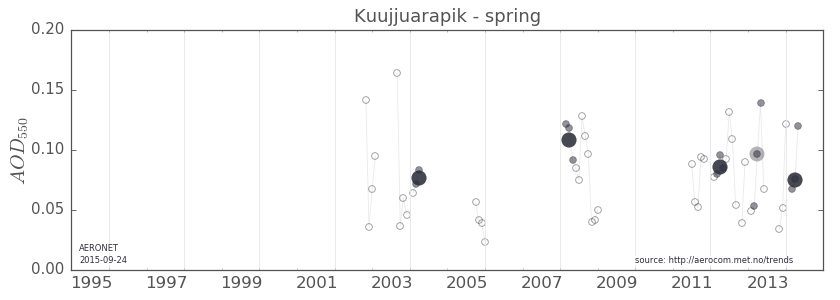 Kuujjuarapik - spring
0.20
0.15
0.10
0.05
0.00
AOD550
AERONET
2015-09-24
source: http://aerocom.met.no/trends
1995 1997 1999 2001 2003 2005 2007 2009 2011 2013